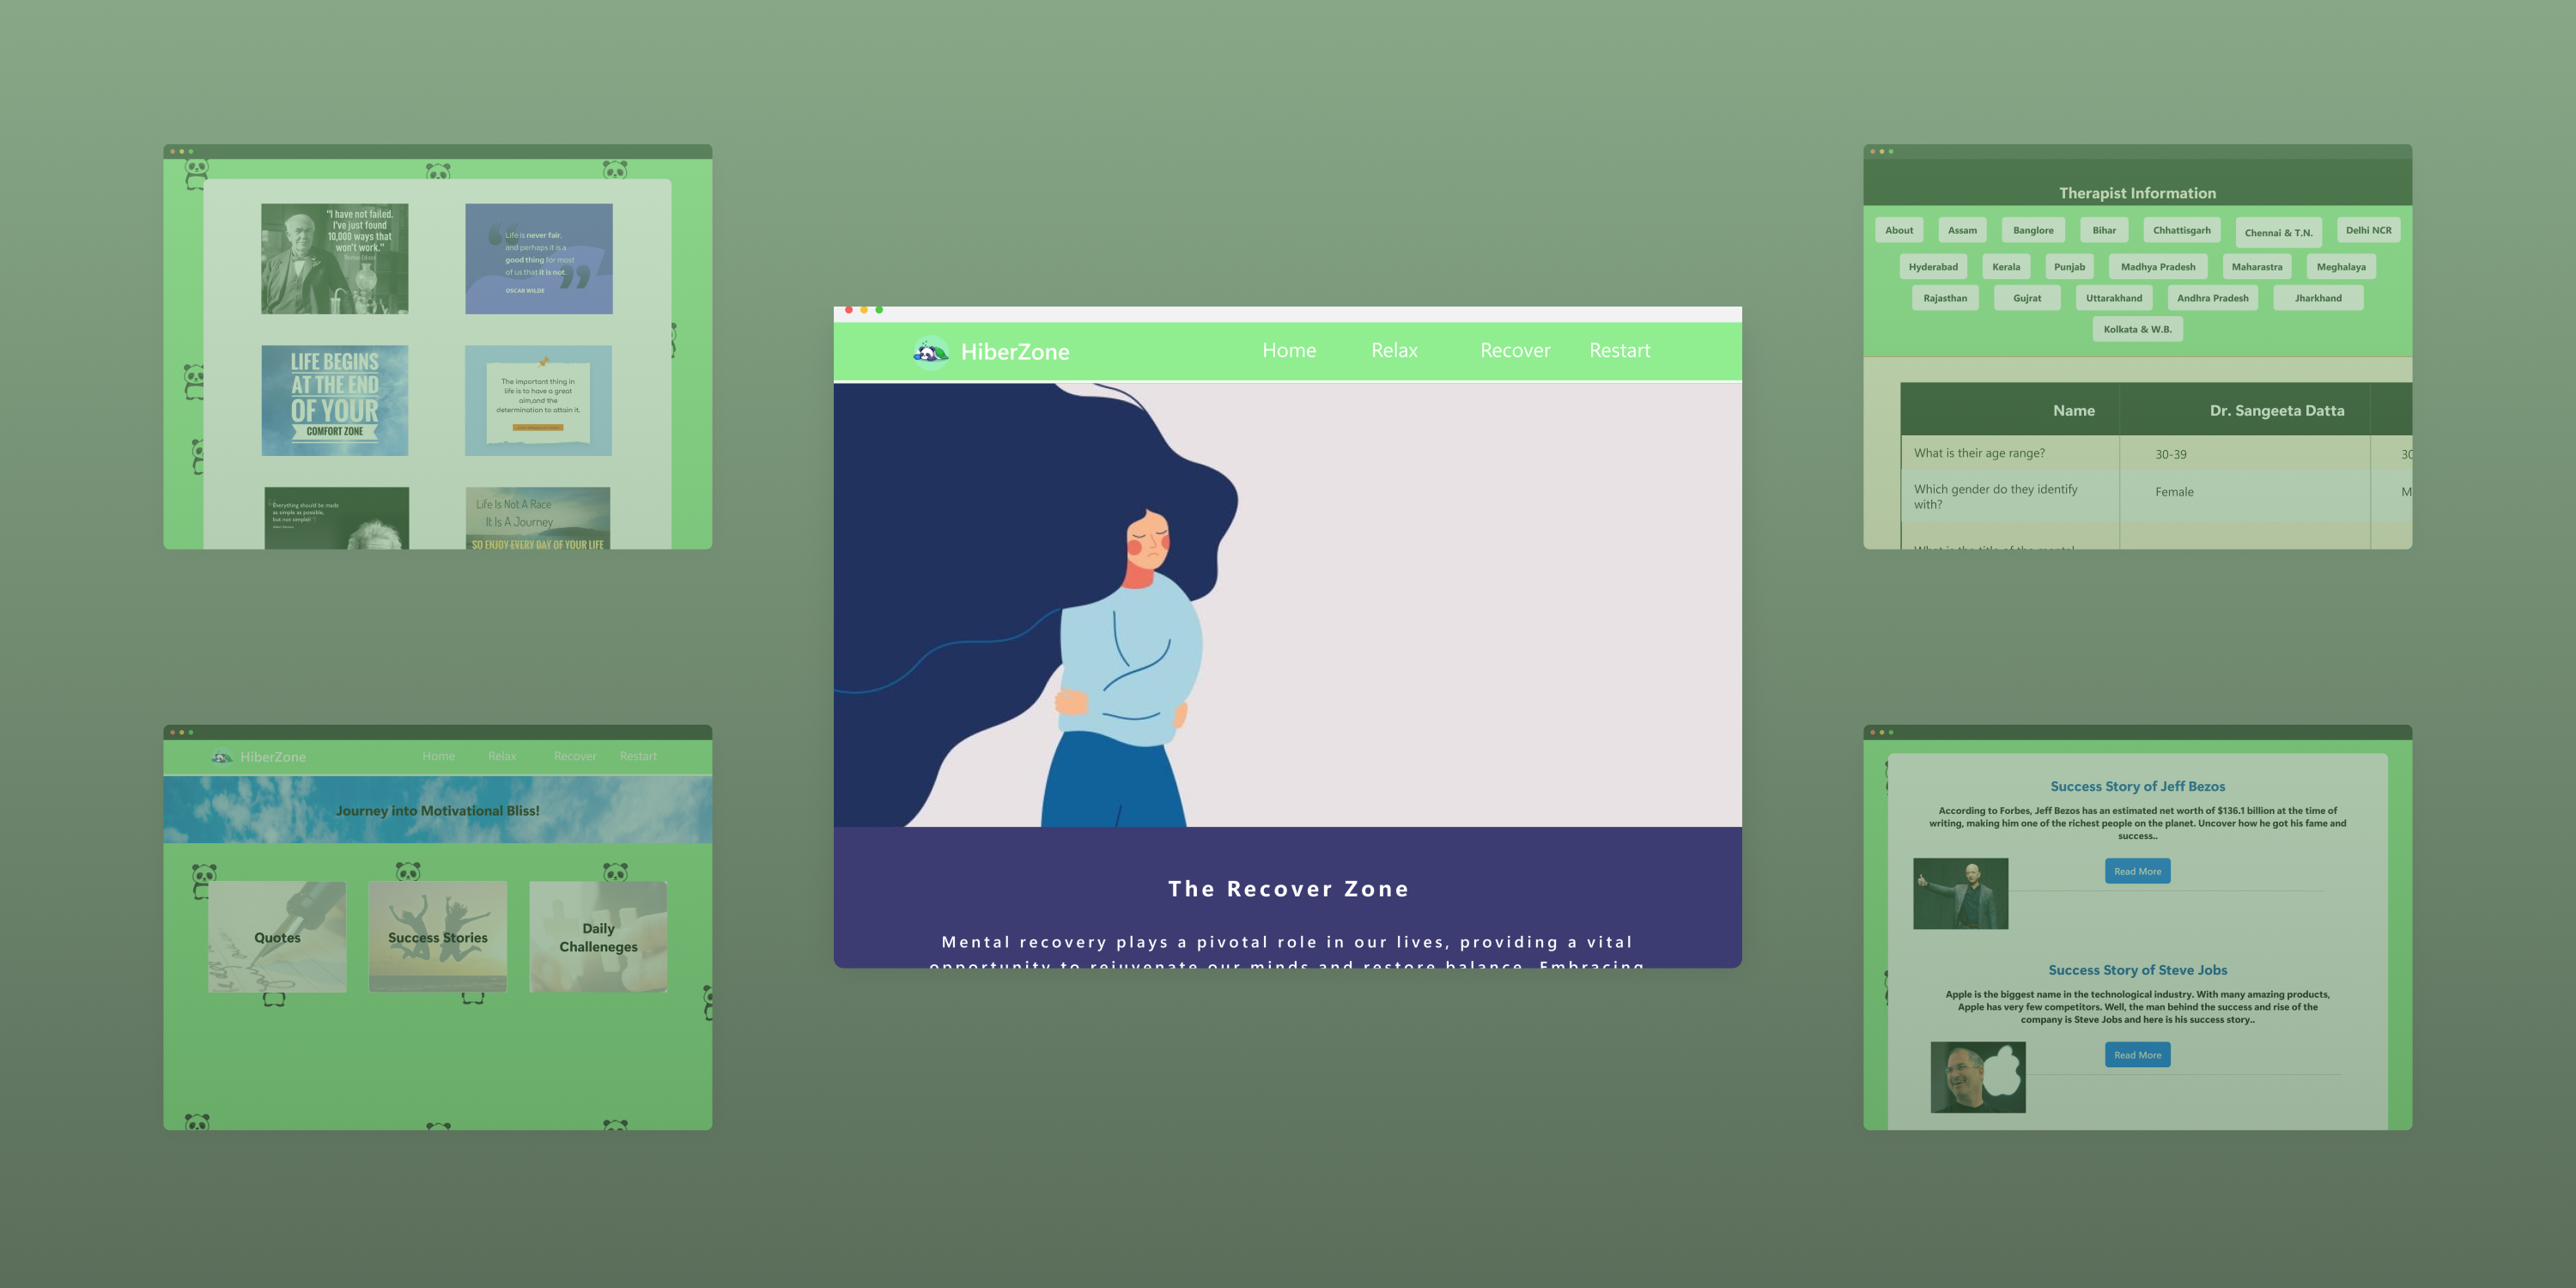 "I have not failed.
I've just found
10,000 ways that
won't work."
Thomas Edison
Life is never fair,
and perhaps it is a
good thing for most
of us that it is not.
OSCAR WILDE
LIFE BEGINS
AT THE END
OF YOUR
COMFORT ZONE
The important thing in
life is to have a great
aim,and the
determination to attain it.
Everything should be made
as simple as possible,
but not simpler!
Life Is Not A Race
It Is A Journey
SO ENJOY EVERY DAY OF YOUR LIFE
HiberZone
Home Relax Recover Restart
Journey into Motivational Bliss!
Quotes
Success Stories
Daily
Challeneges
HiberZone
Home Relax Recover Restart
The Recover Zone
Mental recovery plays a pivotal role in our lives, providing a vital
opportunity to rejuvenate our minds and restore balance. Embracing
Therapist Information
About Assam Banglore Bihar Chhattisgarh Chennai & T.N. Delhi NCR
Hyderabad Kerala Punjab Madhya Pradesh Maharastra Meghalaya
Rajasthan Gujrat Uttarakhand Andhra Pradesh Jharkhand
Kolkata & W.B.
Name Dr. Sangeeta Datta
What is their age range? 30-39 30
Which gender do they identify Female M
with?
What is the title of the mental
Success Story of Jeff Bezos
According to Forbes, Jeff Bezos has an estimated net worth of $136.1 billion at the time of
writing, making him one of the richest people on the planet. Uncover how he got his fame and
success..
Read More
Success Story of Steve Jobs
Apple is the biggest name in the technological industry. With many amazing products,
Apple has very few competitors. Well, the man behind the success and rise of the
company is Steve Jobs and here is his success story..
Read More